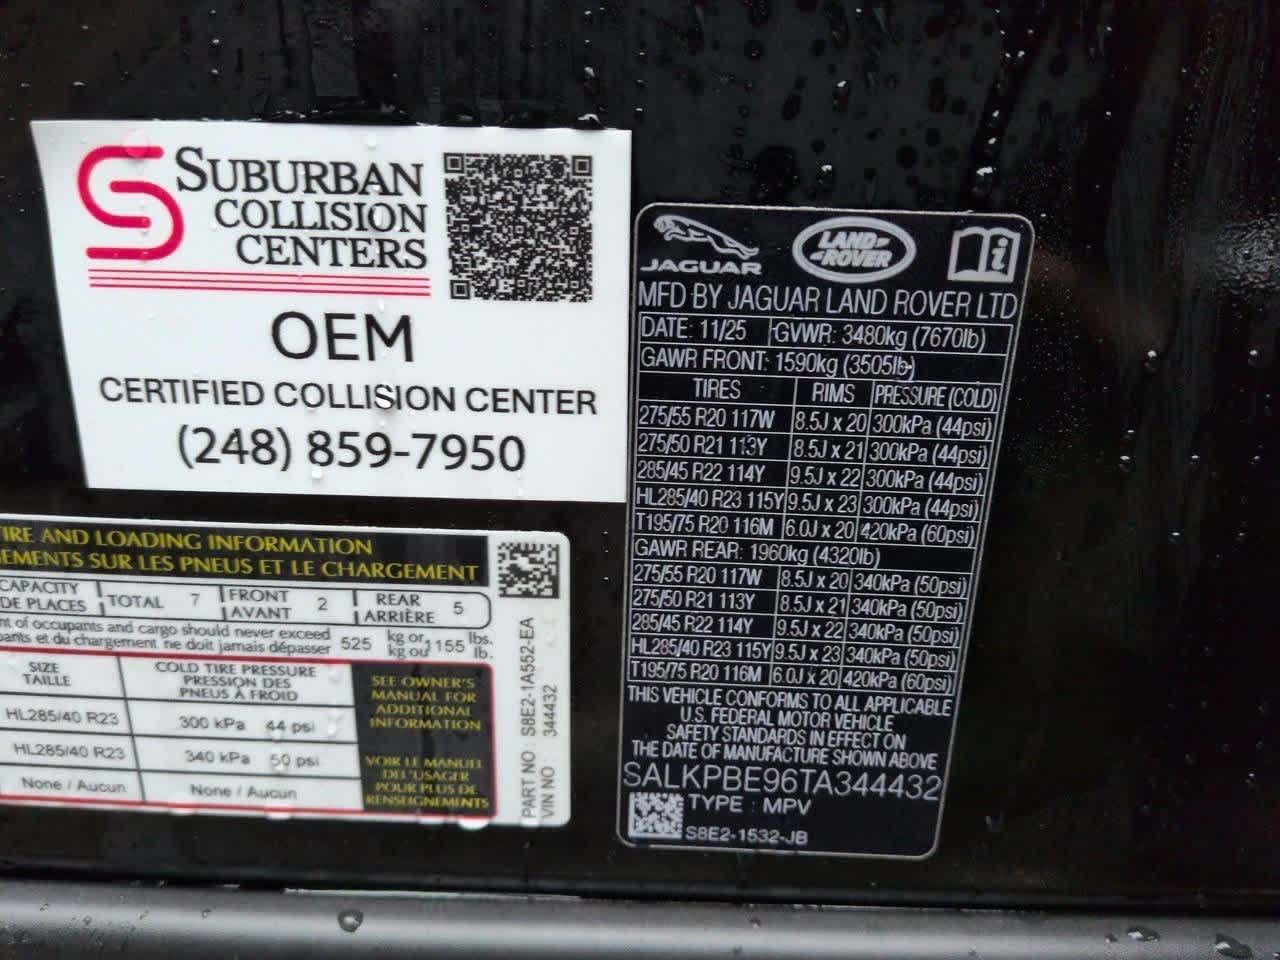 SUBURBAN
COLLISION
CENTERS
OEM
CERTIFIED COLLISION CENTER
(248) 859-7950
JAGUAR
LAND-
-ROVER
MFD BY JAGUAR LAND ROVER LTD
DATE: 11/25 GVWR: 3480kg (7670lb)
GAWR FRONT: 1590kg (3505lb)
TIRES RIMS PRESSURE (COLD)
275/55 R20 117W 8.5J x 20 300kPa (44psi)
275/50 R21 113Y 8.5J x 21 300kPa (44psi)
285/45 R22 114Y 9.5J x 22 300kPa (44psi)
HL285/40 R23 115Y 9.5J x 23 300kPa (44psi)
T195/75 R20 116M 6.0J x 20 420kPa (60psi)
GAWR REAR: 1960kg (4320lb)
275/55 R20 117W 8.5J x 20 340kPa (50psi)
275/50 R21 113Y 8.5J x 21 340kPa (50psi)
285/45 R22 114Y 9.5J x 22 340kPa (50psi)
HL285/40 R23 115Y 9.5J x 23 340kPa (50psi)
T195/75 R20 116M 6.0J x 20 420kPa (60psi)
THIS VEHICLE CONFORMS TO ALL APPLICABLE
U.S. FEDERAL MOTOR VEHICLE
SAFETY STANDARDS IN EFFECT ON
THE DATE OF MANUFACTURE SHOWN ABOVE
SALKPBE96TA344432
TYPE : MPV
S8E2-1532-JB
TIRE AND LOADING INFORMATION
SUR LES PNEUS ET LE CHARGEMENT
CAPACITY
DE PLACES
TOTAL 7
FRONT
AVANT 2
REAR
ARRIÈRE 5
of occupants and cargo should never exceed
et du chargement ne doit jamais dépasser
525 kg or
kg ou 1155 lbs.
lb.
SIZE
TAILLE
COLD TIRE PRESSURE
PRESSION DES
PNEUS À FROID
HL285/40 R23 300 kPa 44 psi
HL285/40 R23 340 kPa 50 psi
None / Aucun None / Aucun
SEE OWNER'S
MANUAL FOR
ADDITIONAL
INFORMATION
VOIR LE MANUEL
DE L'USAGER
POUR PLUS DE
RENSEIGNEMENTS
PART NO : S8E2-1A552-EA
VIN NO : 344432